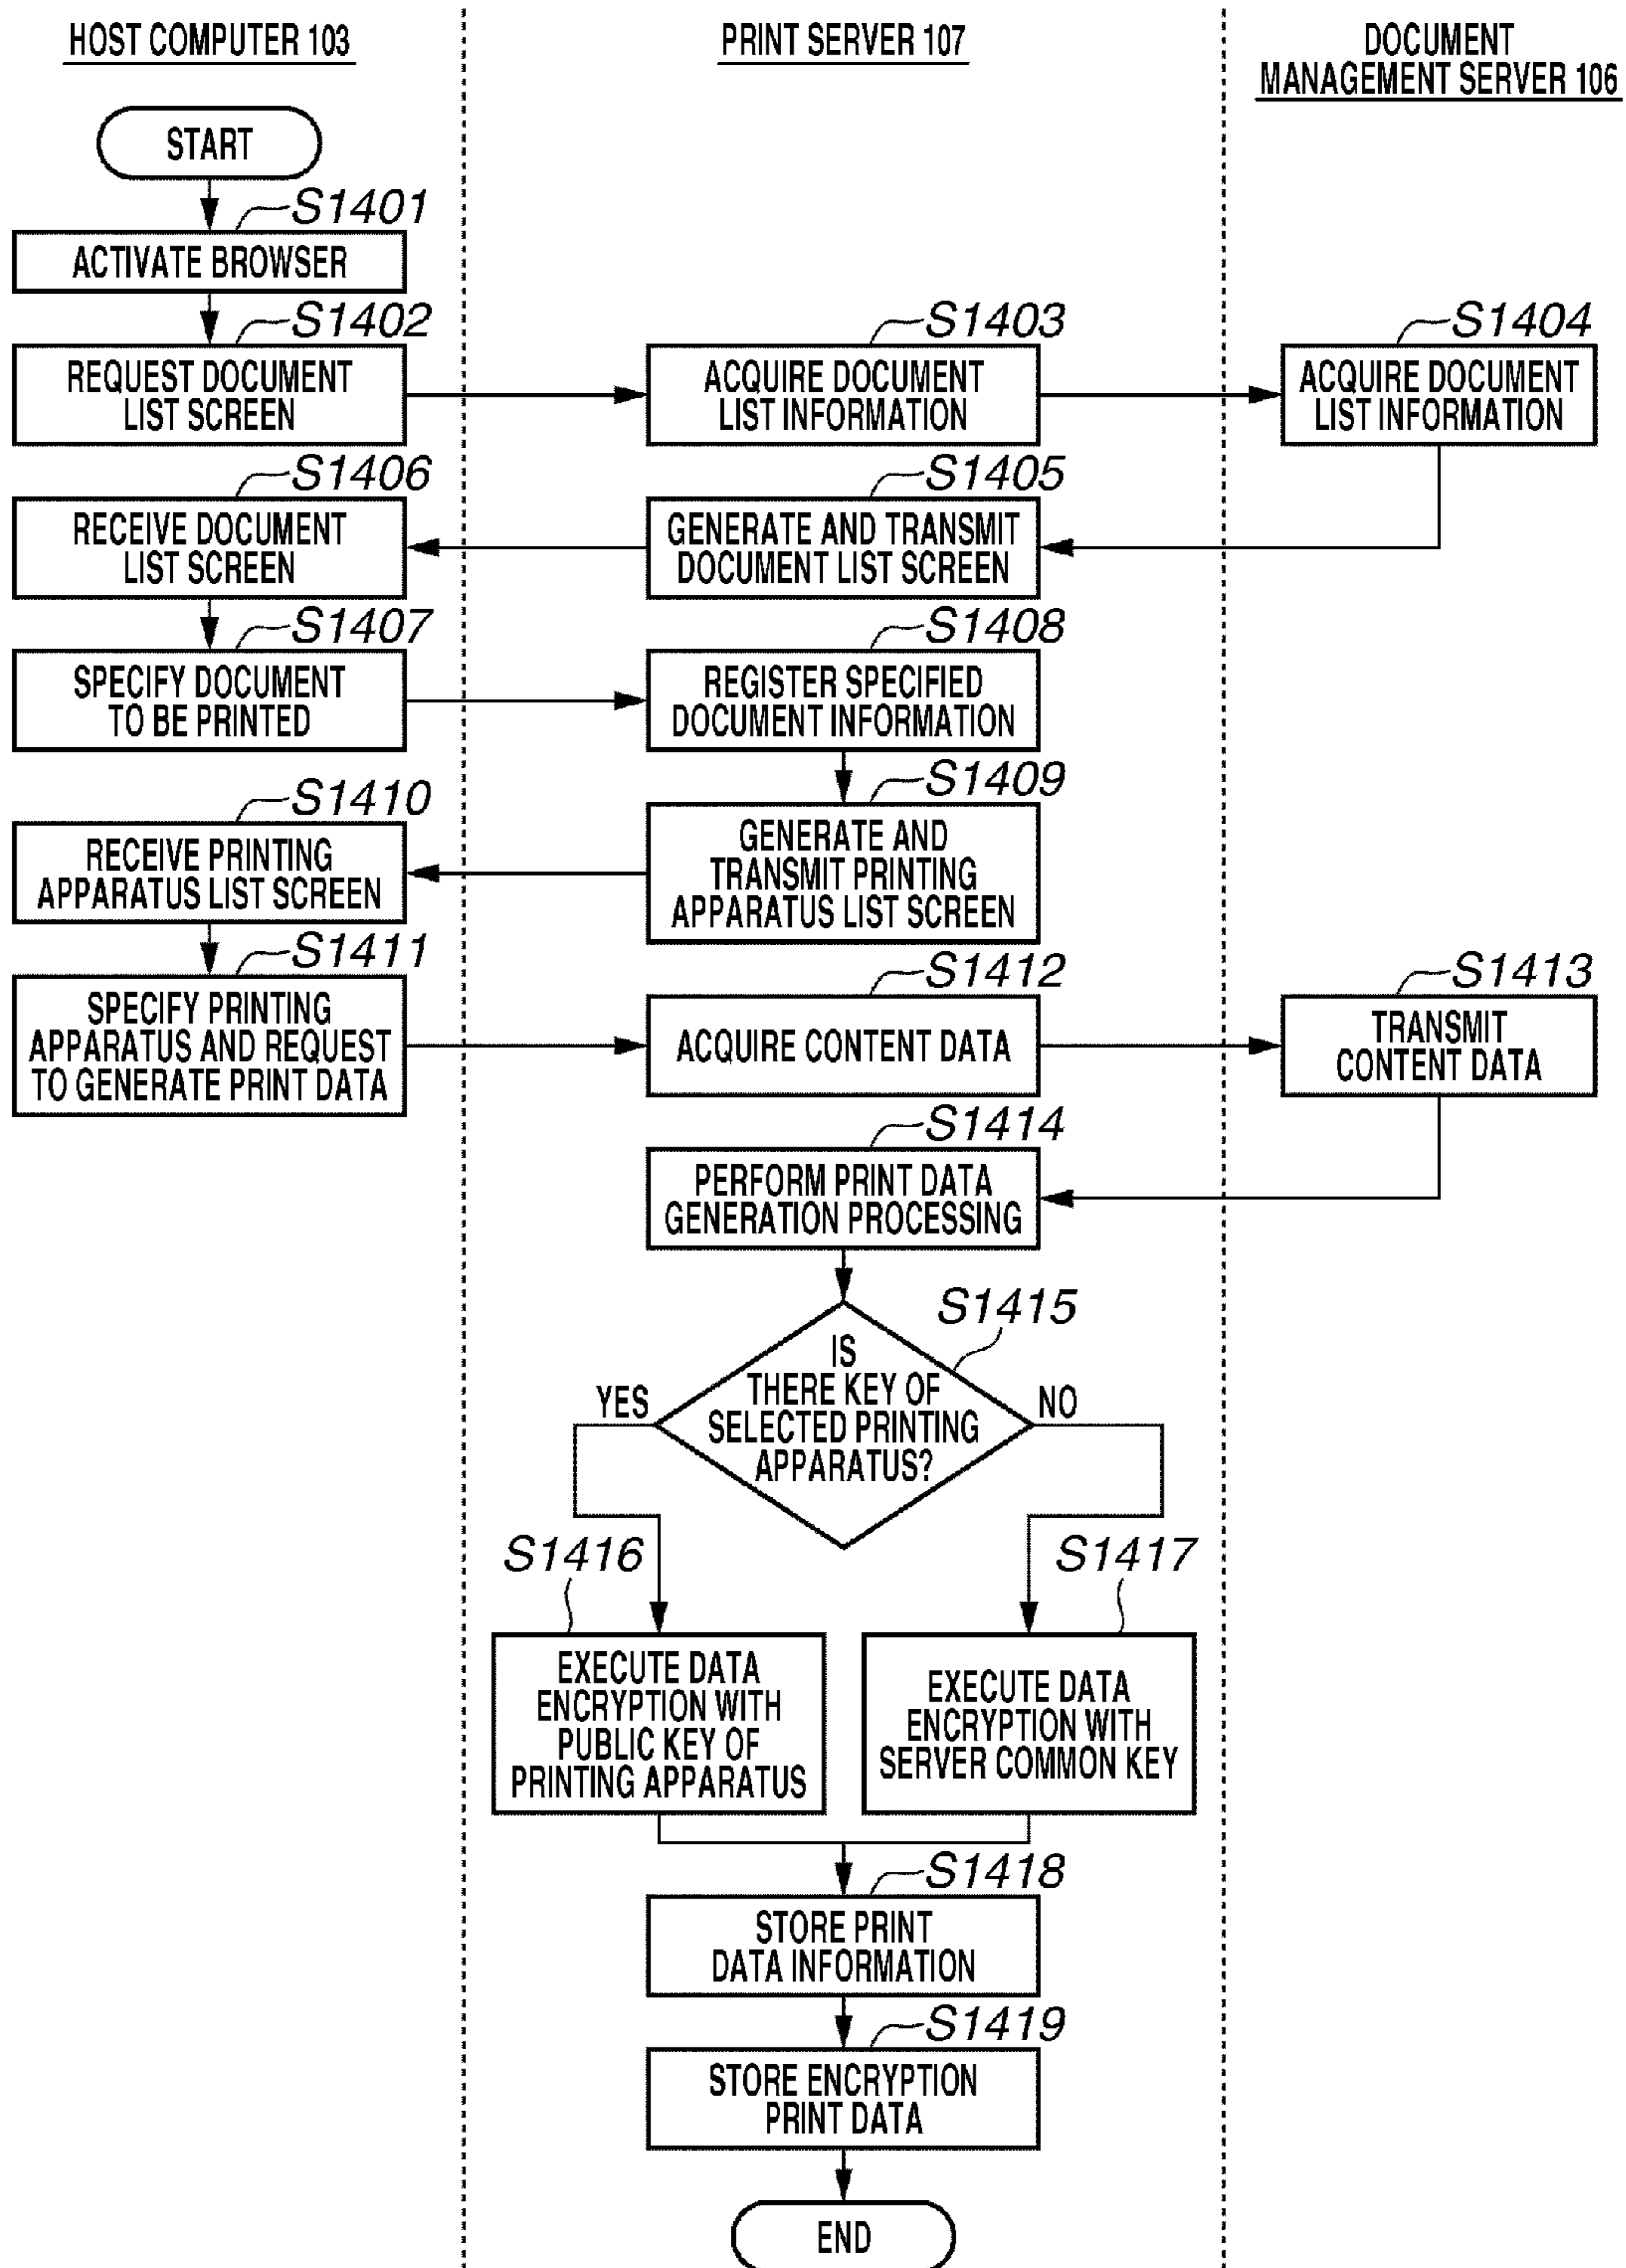 HOST COMPUTER 103
PRINT SERVER 107
DOCUMENT
MANAGEMENT SERVER 106
START
S1401
ACTIVATE BROWSER
S1402
REQUEST DOCUMENT
LIST SCREEN
S1403
ACQUIRE DOCUMENT
LIST INFORMATION
S1404
ACQUIRE DOCUMENT
LIST INFORMATION
S1406
RECEIVE DOCUMENT
LIST SCREEN
S1405
GENERATE AND TRANSMIT
DOCUMENT LIST SCREEN
S1407
SPECIFY DOCUMENT
TO BE PRINTED
S1408
REGISTER SPECIFIED
DOCUMENT INFORMATION
S1409
GENERATE AND
TRANSMIT PRINTING
APPARATUS LIST SCREEN
S1410
RECEIVE PRINTING
APPARATUS LIST SCREEN
S1411
SPECIFY PRINTING
APPARATUS AND REQUEST
TO GENERATE PRINT DATA
S1412
ACQUIRE CONTENT DATA
S1413
TRANSMIT
CONTENT DATA
S1414
PERFORM PRINT DATA
GENERATION PROCESSING
S1415
IS
THERE KEY OF
SELECTED PRINTING
APPARATUS?
YES
NO
S1416
EXECUTE DATA
ENCRYPTION WITH
PUBLIC KEY OF
PRINTING APPARATUS
S1417
EXECUTE DATA
ENCRYPTION WITH
SERVER COMMON KEY
S1418
STORE PRINT
DATA INFORMATION
S1419
STORE ENCRYPTION
PRINT DATA
END